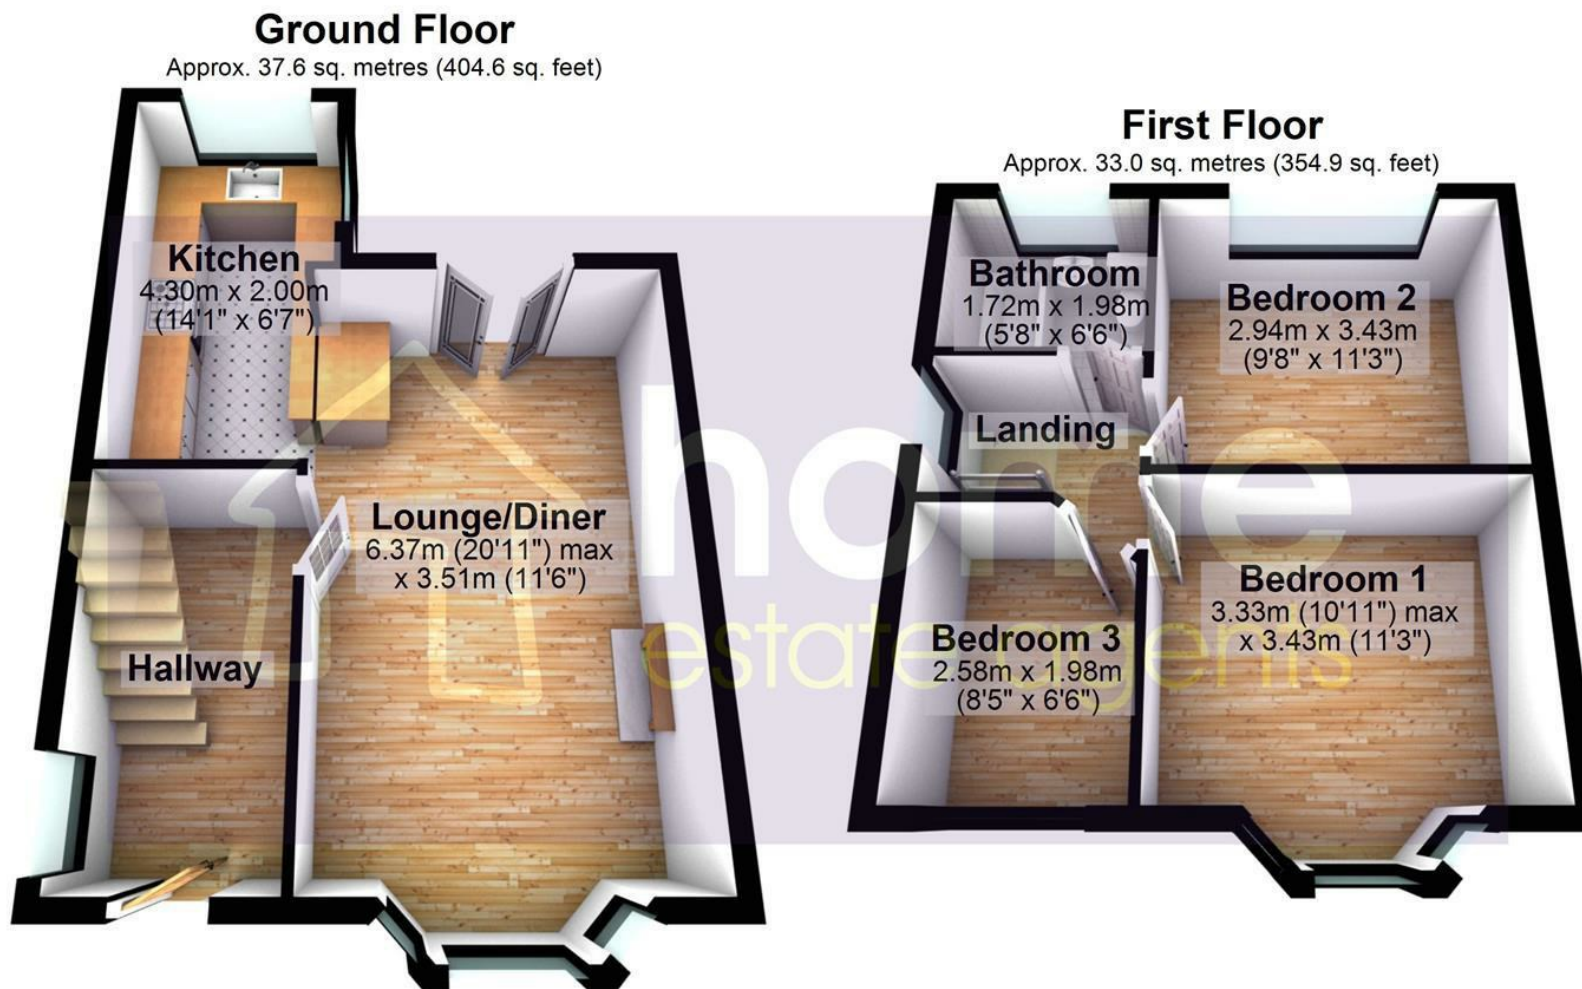 Ground Floor
Approx. 37.6 sq. metres (404.6 sq. feet)
Kitchen
4.30m x 2.00m
(14'1" x 6'7")
Lounge/Diner
6.37m (20'11") max
x 3.51m (11'6")
Hallway
First Floor
Approx. 33.0 sq. metres (354.9 sq. feet)
Bathroom
1.72m x 1.98m
(5'8" x 6'6")
Bedroom 2
2.94m x 3.43m
(9'8" x 11'3")
Landing
Bedroom 1
3.33m (10'11") max
x 3.43m (11'3")
Bedroom 3
2.58m x 1.98m
(8'5" x 6'6")
home
estate agents